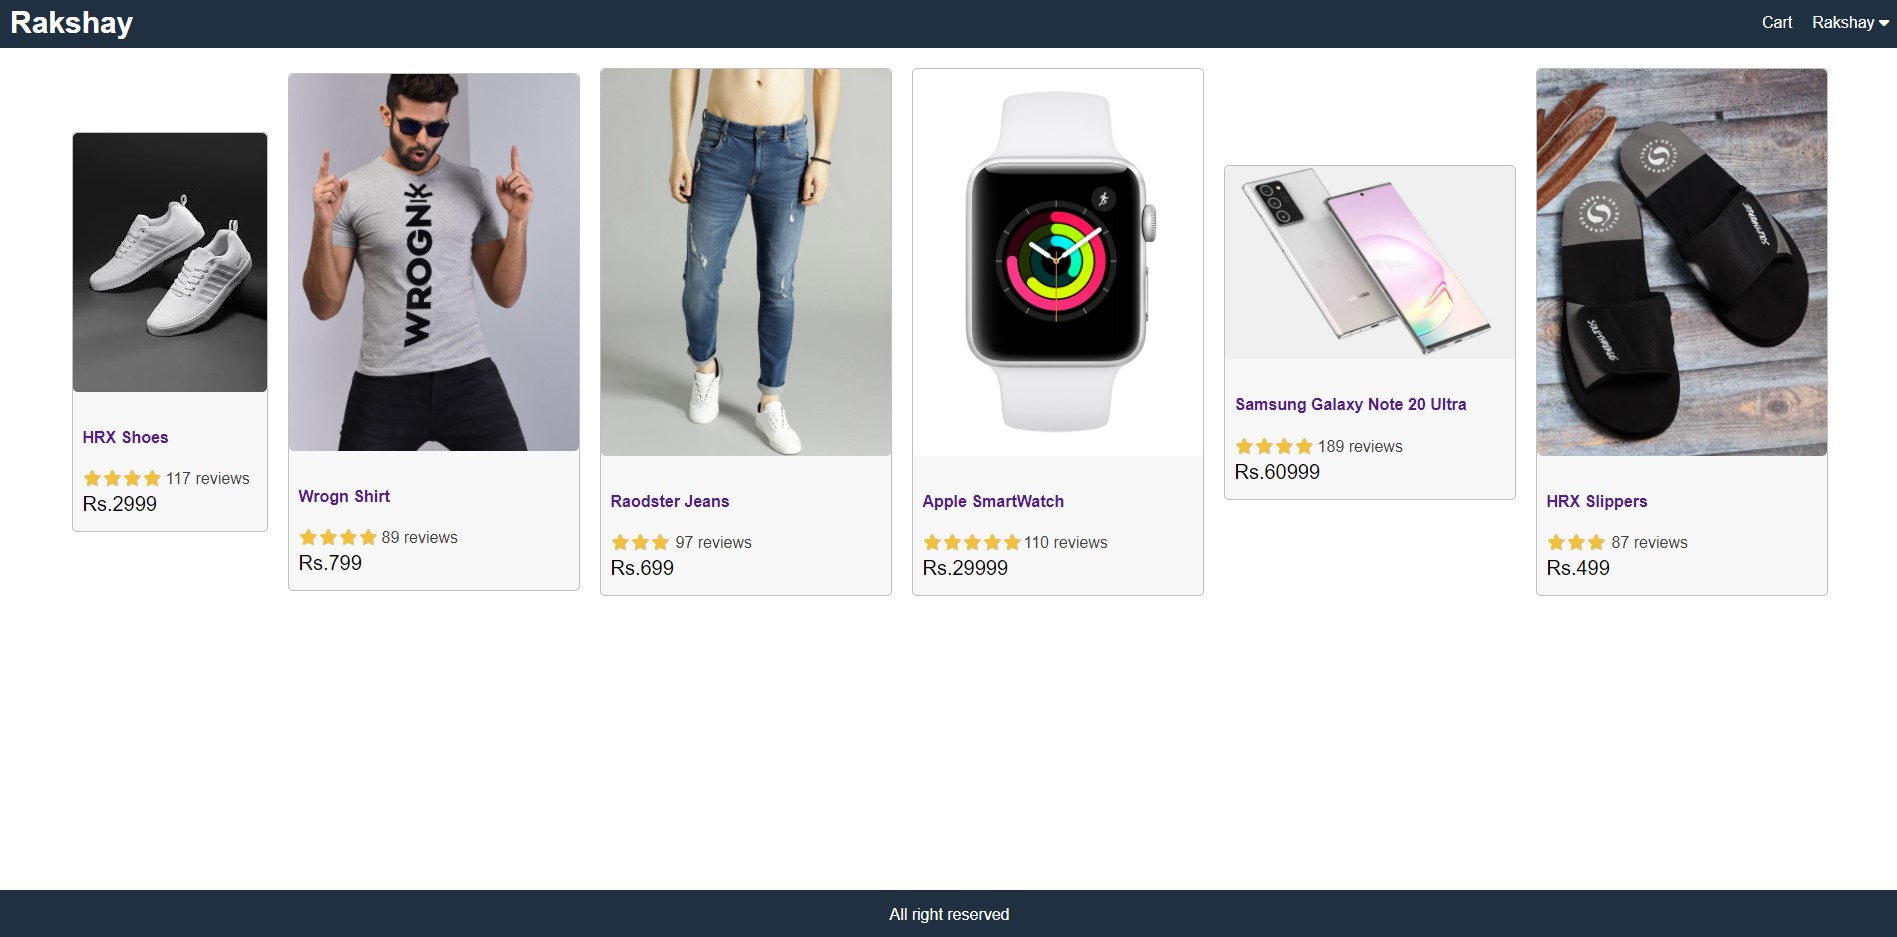 Rakshay
Cart
Rakshay
WROGN
SAMSUNG
HRX Shoes
117 reviews
Rs.2999
Wrogn Shirt
89 reviews
Rs.799
Raodster Jeans
97 reviews
Rs.699
Apple SmartWatch
110 reviews
Rs.29999
Samsung Galaxy Note 20 Ultra
189 reviews
Rs.60999
HRX Slippers
87 reviews
Rs.499
All right reserved